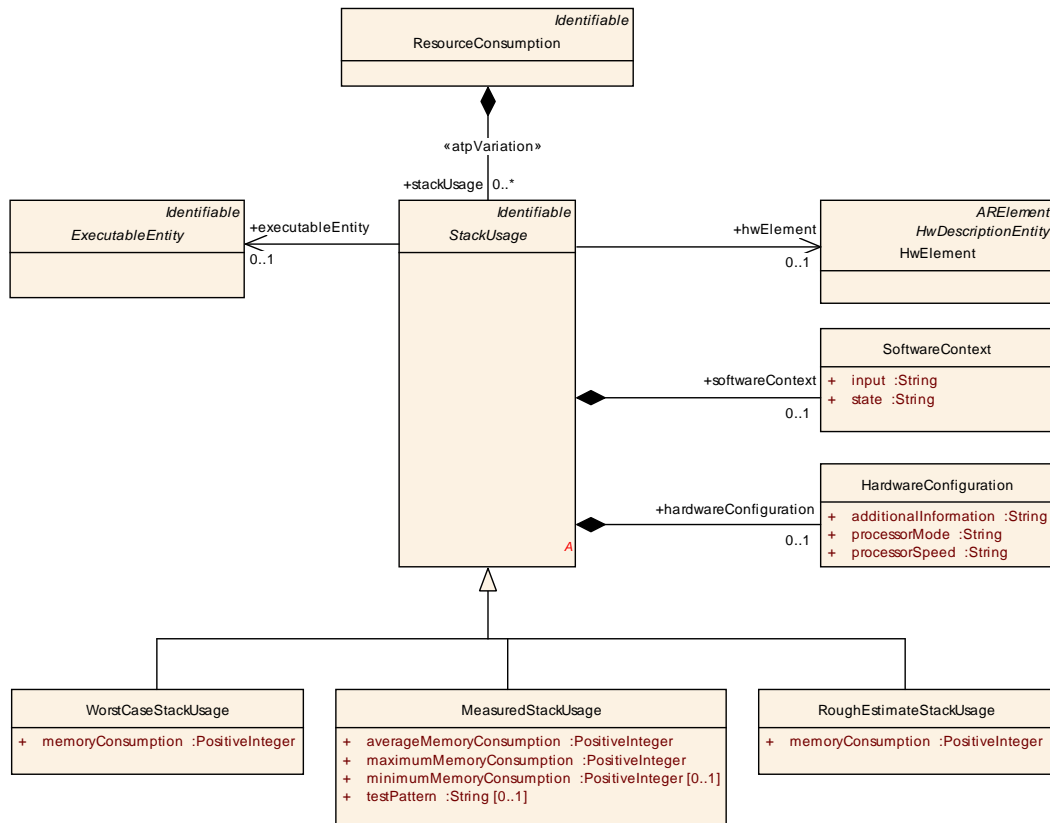 Identifiable
ResourceConsumption
«atpVariation»
+stackUsage 0..*
Identifiable
ExecutableEntity
+executableEntity
0..1
Identifiable
StackUsage
A
+hwElement
0..1
ARElement
HwDescriptionEntity
HwElement
+softwareContext
0..1
SoftwareContext
+ input :String
+ state :String
+hardwareConfiguration
0..1
HardwareConfiguration
+ additionalInformation :String
+ processorMode :String
+ processorSpeed :String
WorstCaseStackUsage
+ memoryConsumption :PositiveInteger
MeasuredStackUsage
+ averageMemoryConsumption :PositiveInteger
+ maximumMemoryConsumption :PositiveInteger
+ minimumMemoryConsumption :PositiveInteger [0..1]
+ testPattern :String [0..1]
RoughEstimateStackUsage
+ memoryConsumption :PositiveInteger